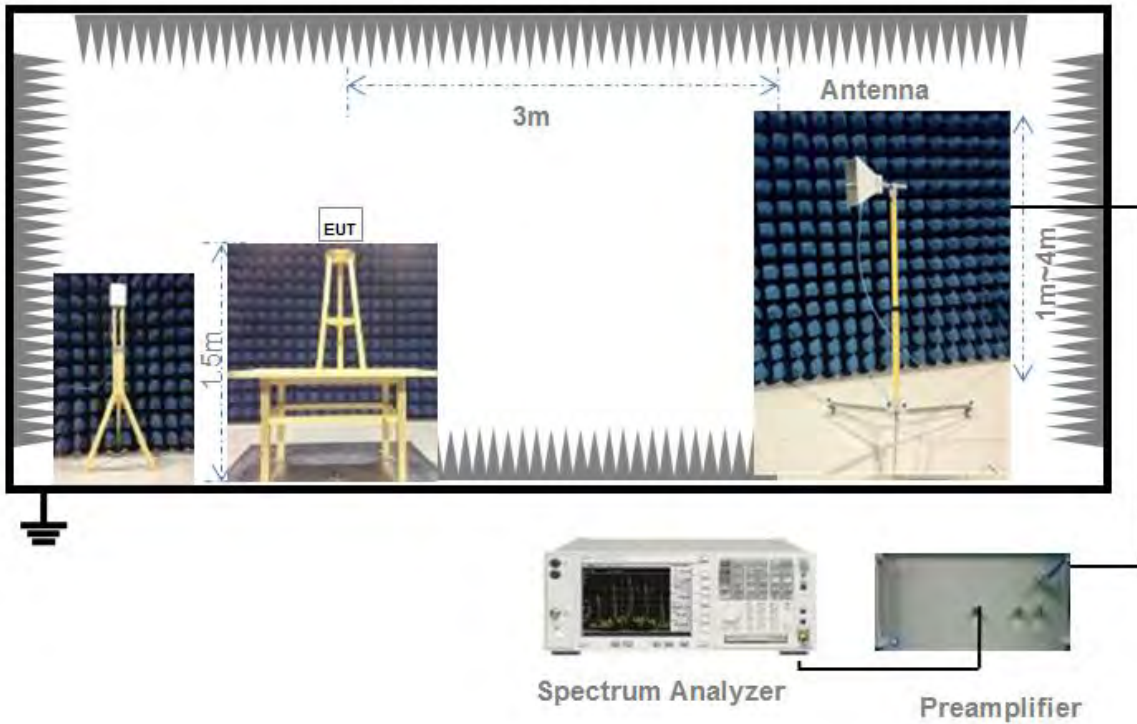 3m
Antenna
EUT
1.5m
1m~4m
Spectrum Analyzer
Preamplifier